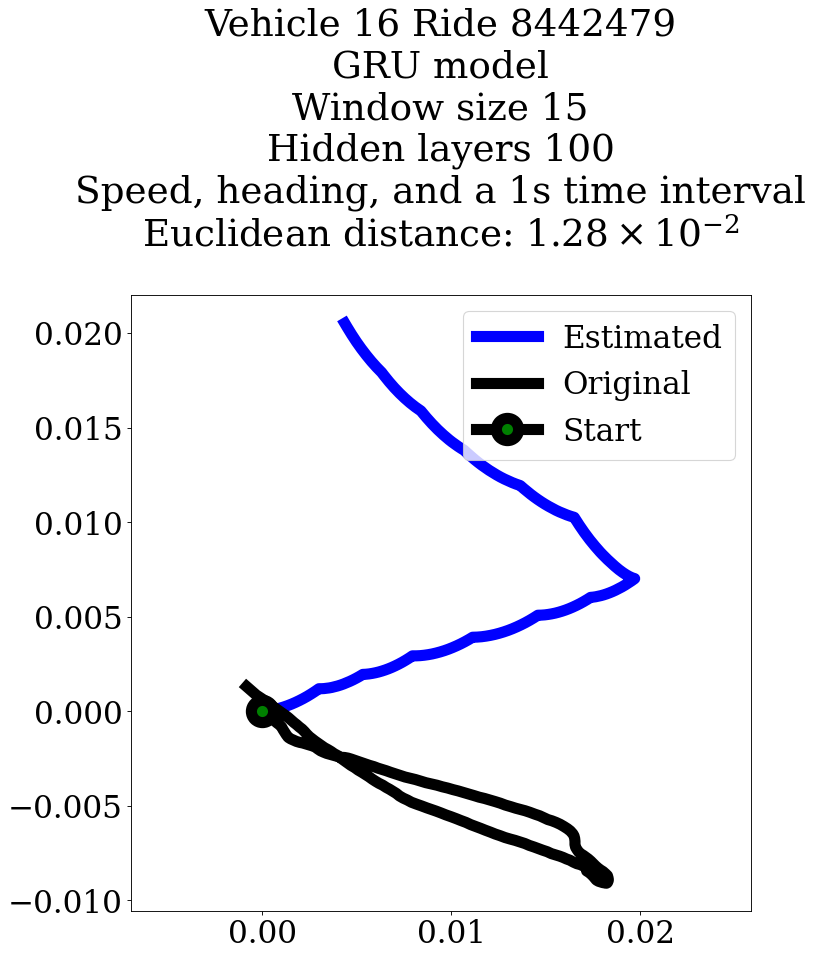 Vehicle 16 Ride 8442479
GRU model
Window size 15
Hidden layers 100
Speed, heading, and a 1s time interval
Euclidean distance: 1.28 × 10⁻²
Estimated
Original
Start
0.020
0.015
0.010
0.005
0.000
−0.005
−0.010
0.00 0.01 0.02